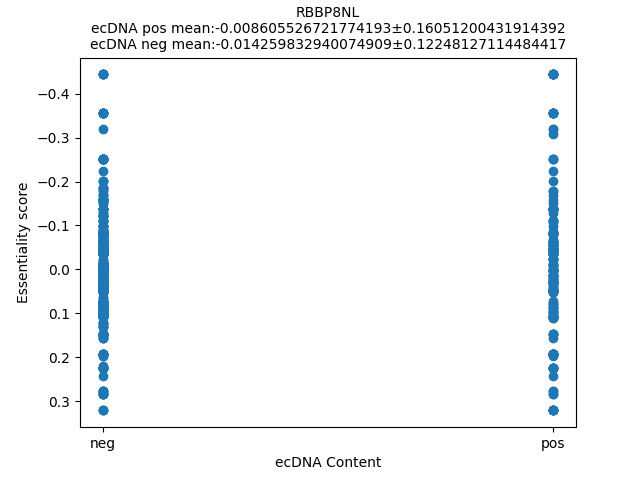 RBBP8NL
ecDNA pos mean:-0.008605526721774193±0.16051200431914392
ecDNA neg mean:-0.014259832940074909±0.12248127114484417
−0.4
−0.3
−0.2
−0.1
0.0
0.1
0.2
0.3
Essentiality score
neg pos
ecDNA Content